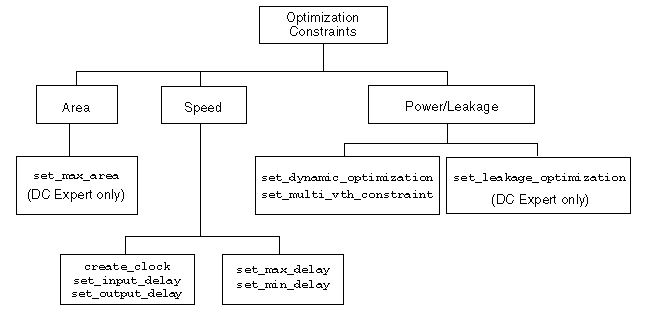 Optimization
Constraints
Area
Speed
Power/Leakage
set_max_area
(DC Expert only)
set_dynamic_optimization
set_multi_vth_constraint
set_leakage_optimization
(DC Expert only)
create_clock
set_input_delay
set_output_delay
set_max_delay
set_min_delay